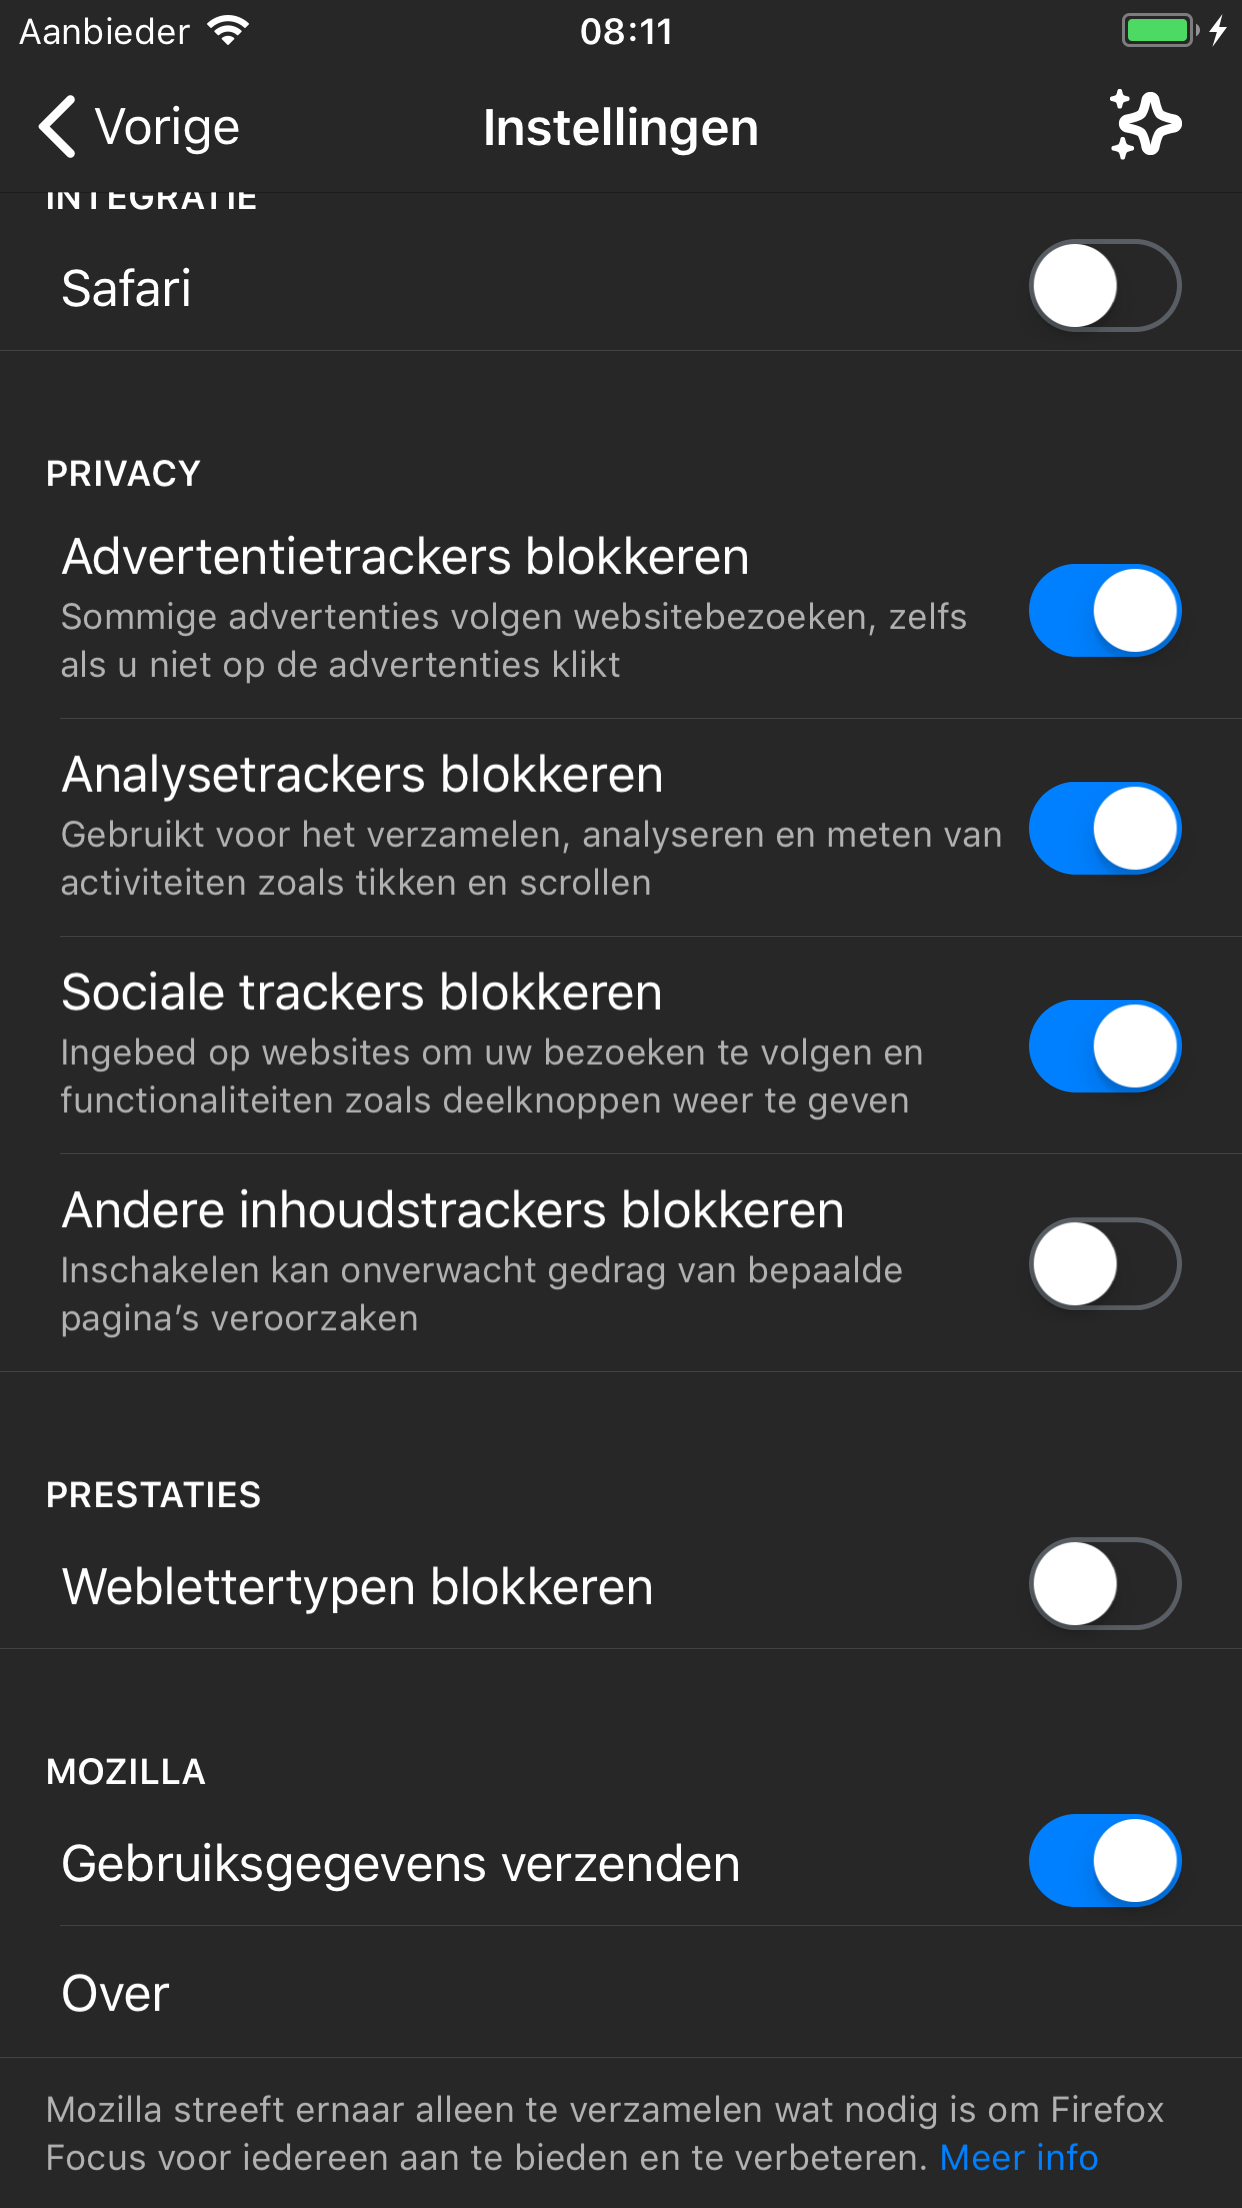 Aanbieder 08:11
Vorige Instellingen
INTEGRATIE
Safari
PRIVACY
Advertentietrackers blokkeren
Sommige advertenties volgen websitebezoeken, zelfs
als u niet op de advertenties klikt
Analysetrackers blokkeren
Gebruikt voor het verzamelen, analyseren en meten van
activiteiten zoals tikken en scrollen
Sociale trackers blokkeren
Ingebed op websites om uw bezoeken te volgen en
functionaliteiten zoals deelknoppen weer te geven
Andere inhoudstrackers blokkeren
Inschakelen kan onverwacht gedrag van bepaalde
pagina’s veroorzaken
PRESTATIES
Weblettertypen blokkeren
MOZILLA
Gebruiksgegevens verzenden
Over
Mozilla streeft ernaar alleen te verzamelen wat nodig is om Firefox
Focus voor iedereen aan te bieden en te verbeteren. Meer info